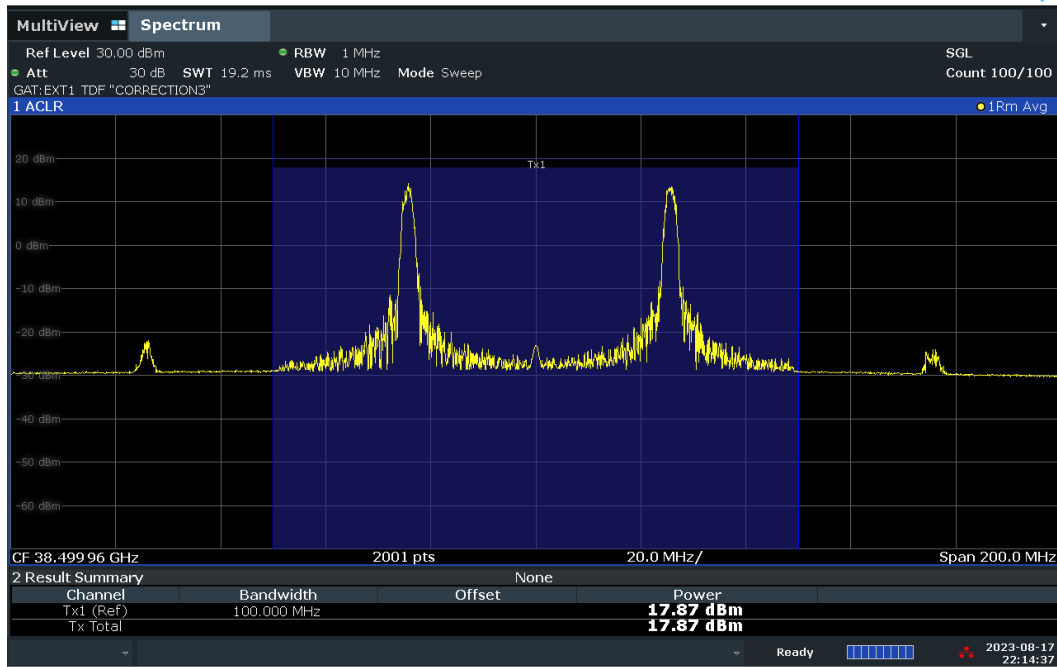 MultiView Spectrum
Ref Level 30.00 dBm RBW 1 MHz SGL
Att 30 dB SWT 19.2 ms VBW 10 MHz Mode Sweep Count 100/100
GAT:EXT1 TDF "CORRECTION3"
1 ACLR 1Rm Avg
20 dBm
Tx1
10 dBm
0 dBm
-10 dBm
-20 dBm
-30 dBm
-40 dBm
-50 dBm
-60 dBm
CF 38.49996 GHz 2001 pts 20.0 MHz/ Span 200.0 MHz
2 Result Summary None
Channel Bandwidth Offset Power
Tx1 (Ref) 100.000 MHz 17.87 dBm
Tx Total 17.87 dBm
Ready 2023-08-17
22:14:37